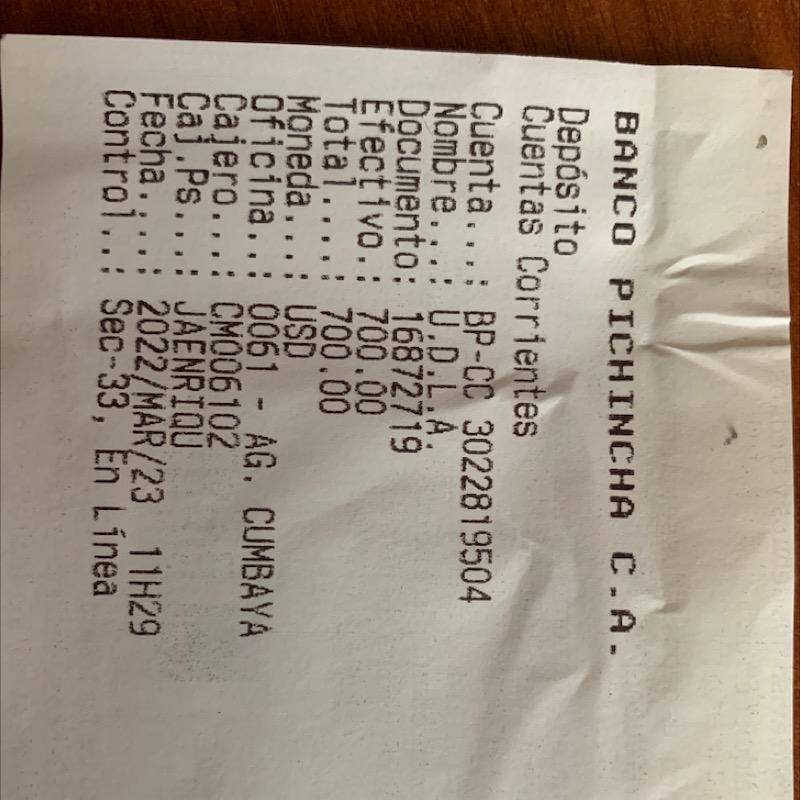 BANCO PICHINCHA C.A.
Depósito
Cuentas Corrientes
Cuenta...: BP-CC 3022819504
Nombre...: U.D.L.A.
Documento: 16872719
Efectivo.: 700.00
Total....: 700.00
Moneda...: USD
Oficina..: 0061 - AG. CUMBAYA
Cajero...: CM006102
Caj.Ps...: JAENRIQU
Fecha....: 2022/MAR/23 11H29
Control..: Sec-33, En Línea